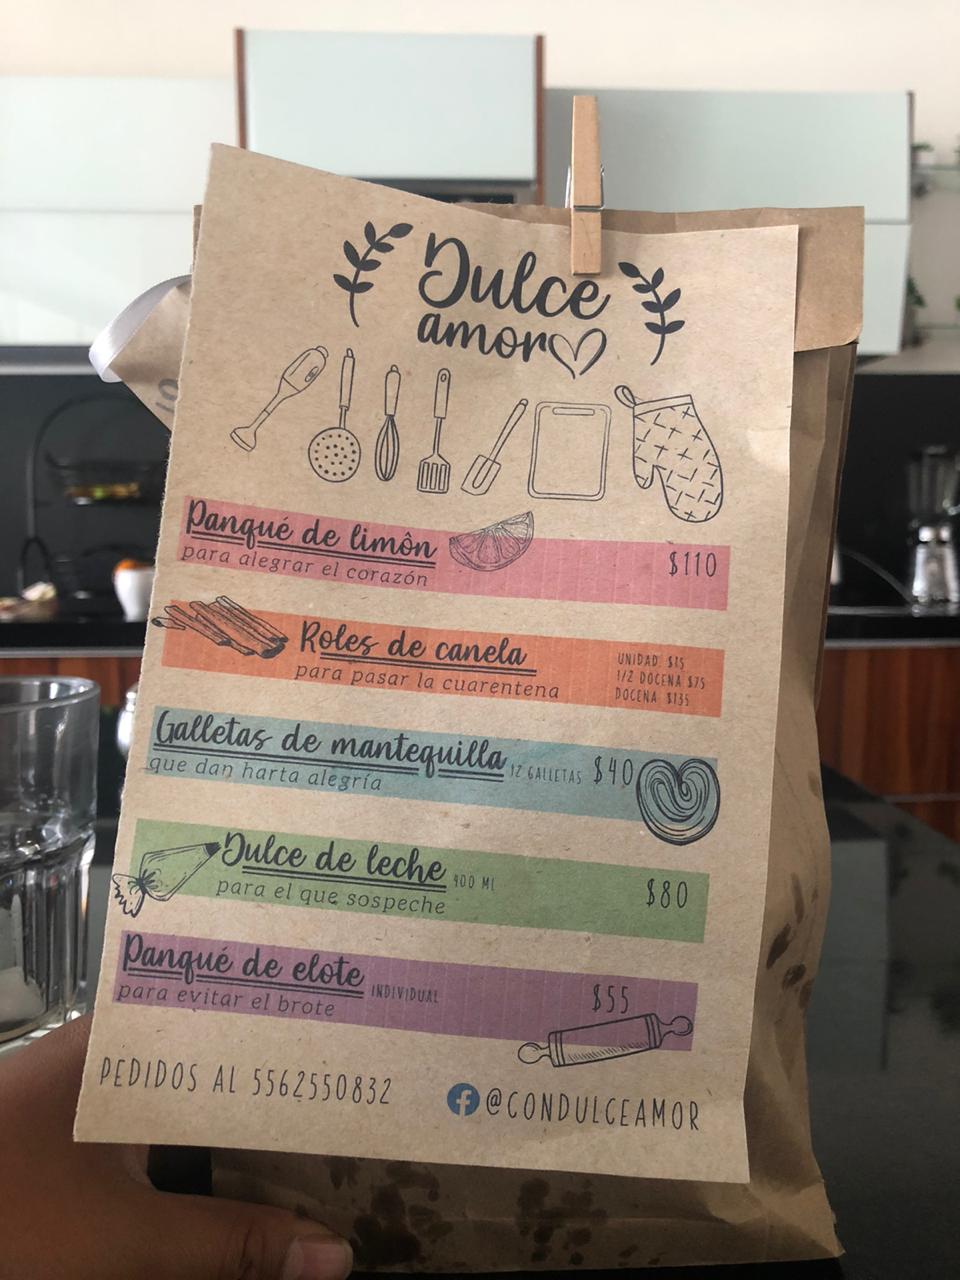 Dulce
amor
Panqué de limôn
para alegrar el corazón
$110
Roles de canela
para pasar la cuarentena
UNIDAD $15
1/2 DOCENA $75
DOCENA $135
Galletas de mantequilla 12 GALLETAS $40
que dan harta alegría
Dulce de leche 400 ML
para el que sospeche
$80
Panqué de elote INDIVIDUAL
para evitar el brote
$55
PEDIDOS AL 5562550832
@CONDULCEAMOR